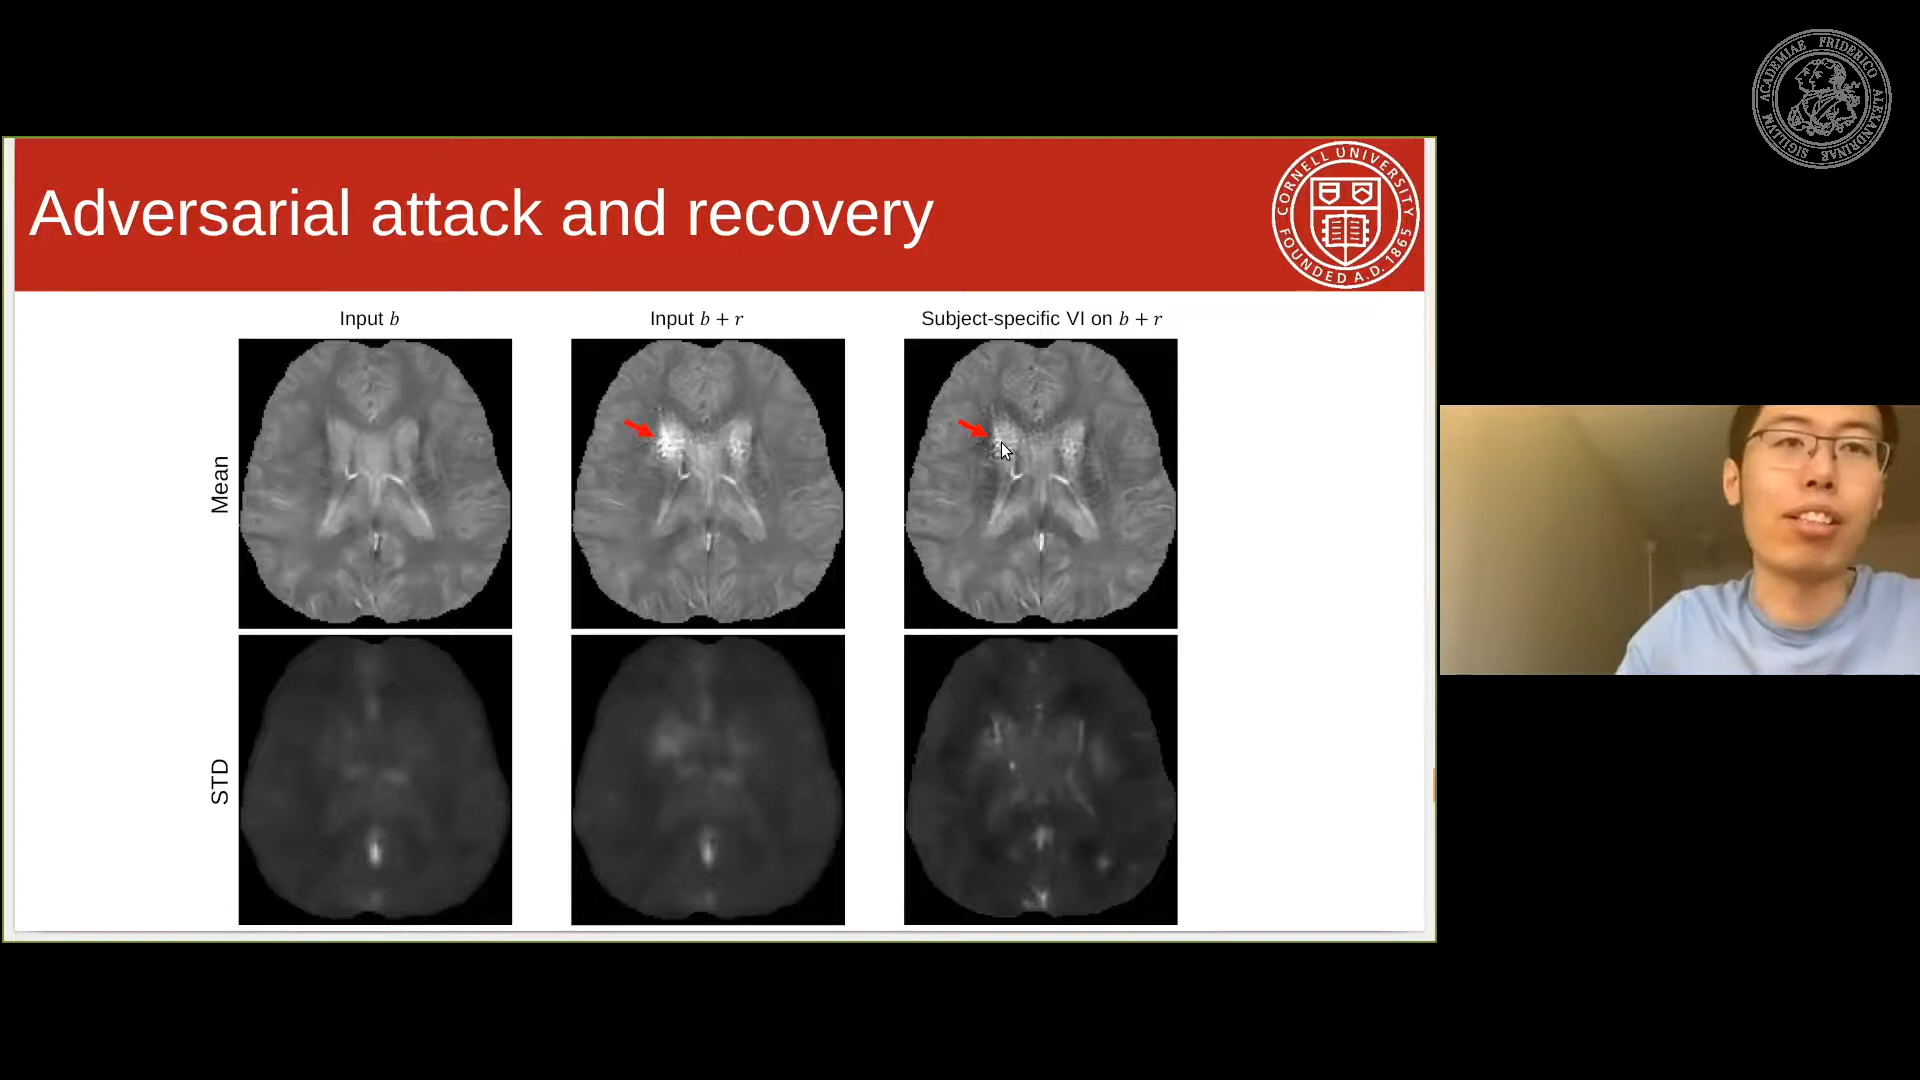 ACADEMIAE FRIDERICO ALEXANDRINAE SIGILLVM
Adversarial attack and recovery
CORNELL UNIVERSITY
FOUNDED A.D. 1865
Input b
Input b + r
Subject-specific VI on b + r
Mean
STD